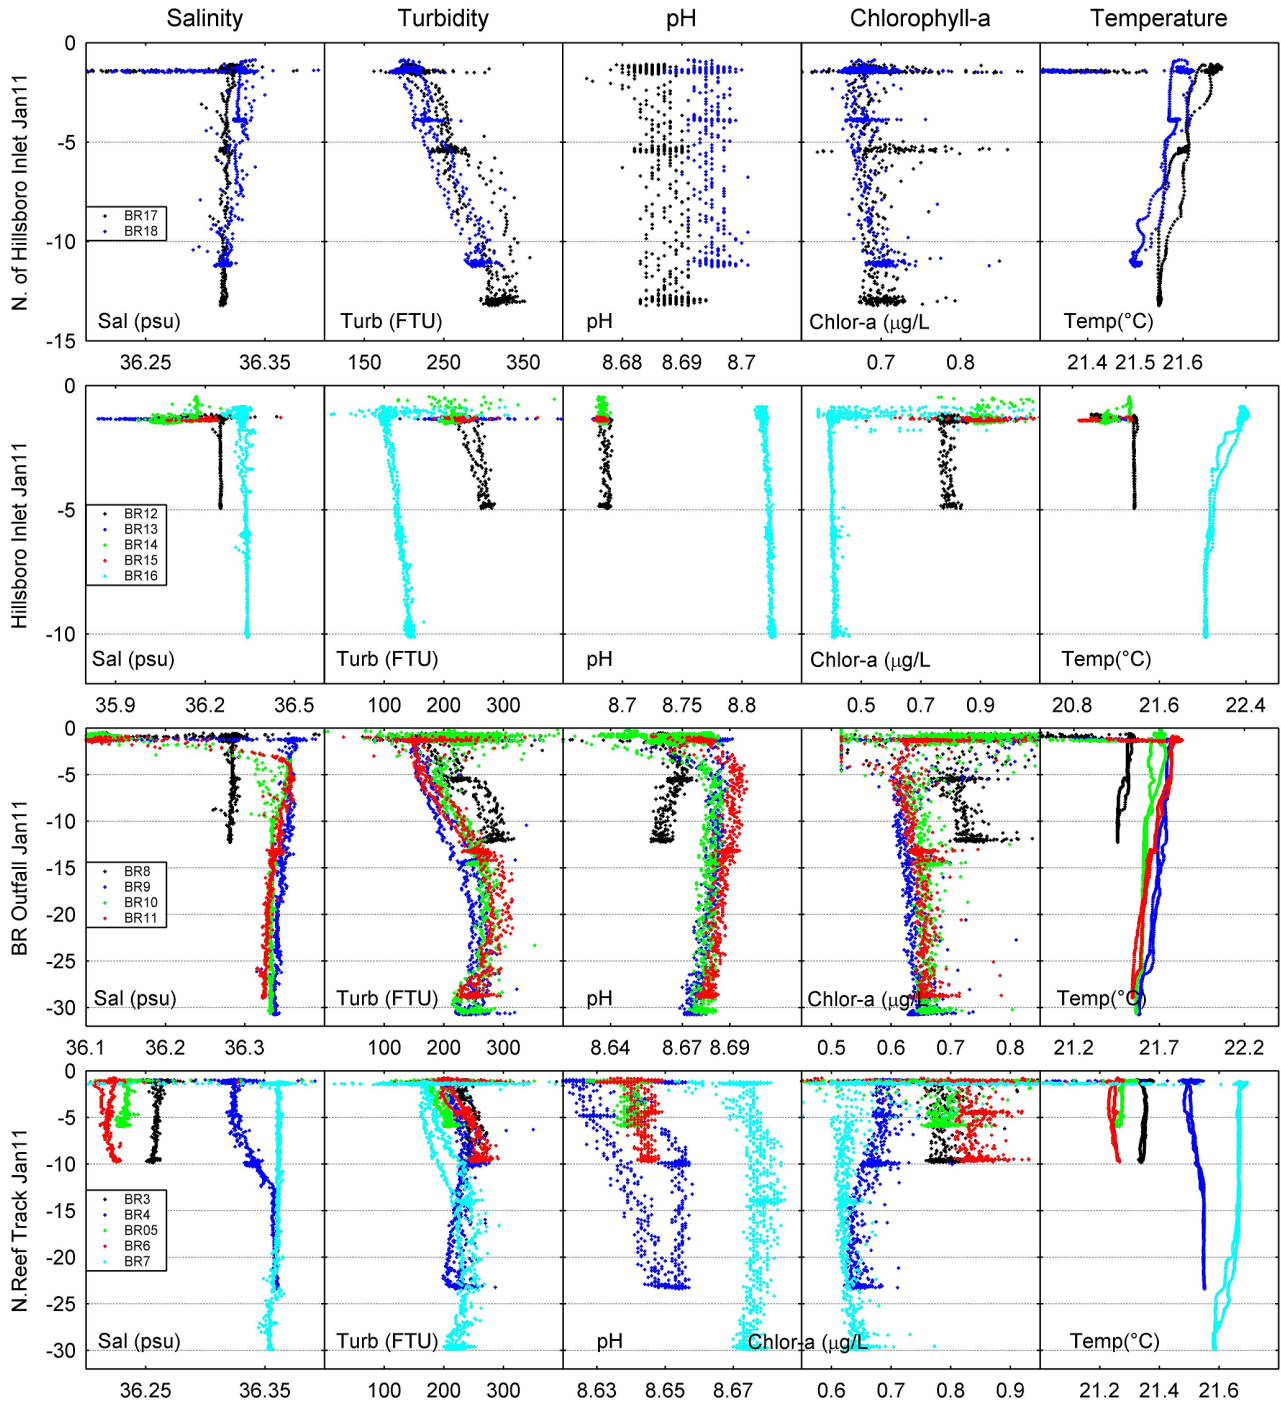 Salinity Turbidity pH Chlorophyll-a Temperature
N. of Hillsboro Inlet Jan11
0
-5
BR17
BR18
-10
Sal (psu) Turb (FTU) pH Chlor-a (μg/L Temp(°C)
-15
36.25 36.35 150 250 350 8.68 8.69 8.7 0.7 0.8 21.4 21.5 21.6
Hillsboro Inlet Jan11
0
-5
BR12
BR13
BR14
BR15
BR16
-10
Sal (psu) Turb (FTU) pH Chlor-a (μg/L Temp(°C)
35.9 36.2 36.5 100 200 300 8.7 8.75 8.8 0.5 0.7 0.9 20.8 21.6 22.4
BR Outfall Jan11
0
-5
-10
-15
BR8
BR9
BR10
BR11
-20
-25
Sal (psu) Turb (FTU) pH Chlor-a (μg/L Temp(°C)
-30
36.1 36.2 36.3 100 200 300 8.64 8.67 8.69 0.5 0.6 0.7 0.8 21.2 21.7 22.2
N.Reef Track Jan11
0
-5
-10
-15
BR3
BR4
BR05
BR6
BR7
-20
-25
Sal (psu) Turb (FTU) pH Chlor-a (μg/L Temp(°C)
-30
36.25 36.35 100 200 300 8.63 8.65 8.67 0.6 0.7 0.8 0.9 21.2 21.4 21.6